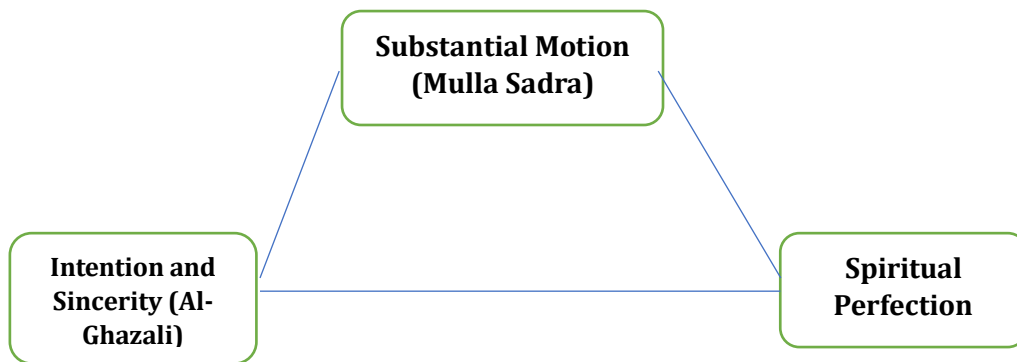 Substantial Motion
(Mulla Sadra)
Intention and
Sincerity (Al-
Ghazali)
Spiritual
Perfection